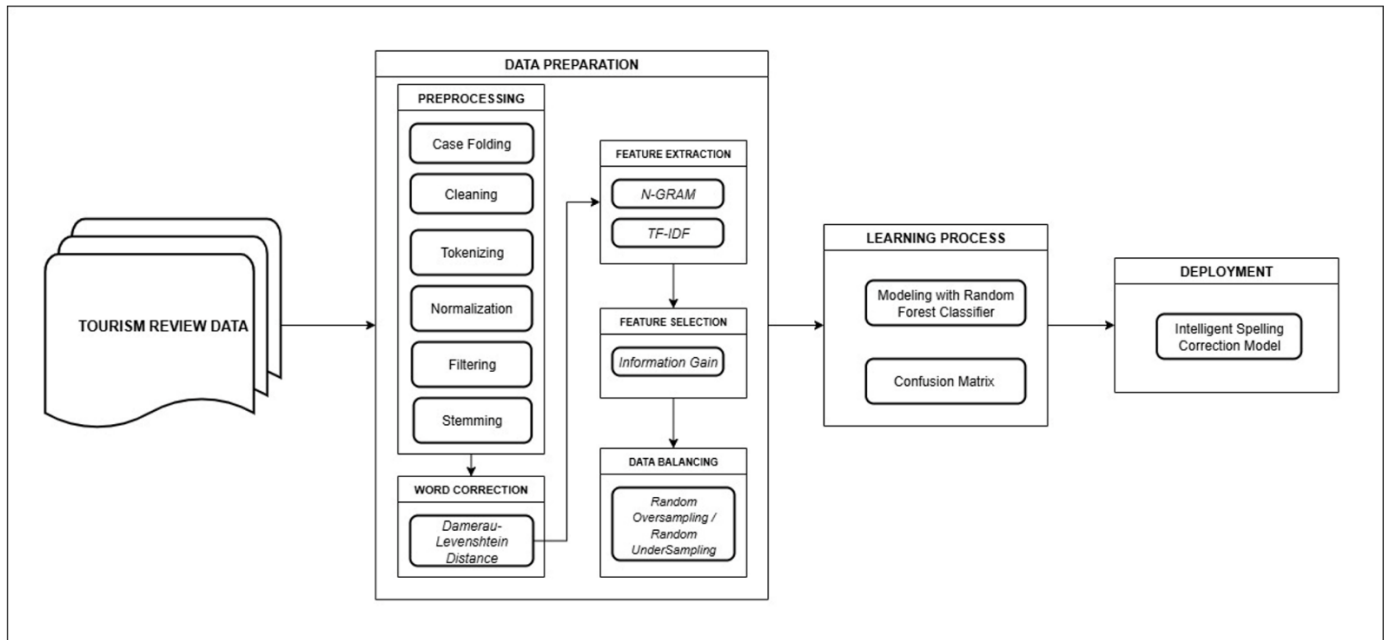 TOURISM REVIEW DATA
DATA PREPARATION
PREPROCESSING
Case Folding
Cleaning
Tokenizing
Normalization
Filtering
Stemming
WORD CORRECTION
Damerau-
Levenshtein
Distance
FEATURE EXTRACTION
N-GRAM
TF-IDF
FEATURE SELECTION
Information Gain
DATA BALANCING
Random
Oversampling /
Random
UnderSampling
LEARNING PROCESS
Modeling with Random
Forest Classifier
Confusion Matrix
DEPLOYMENT
Intelligent Spelling
Correction Model